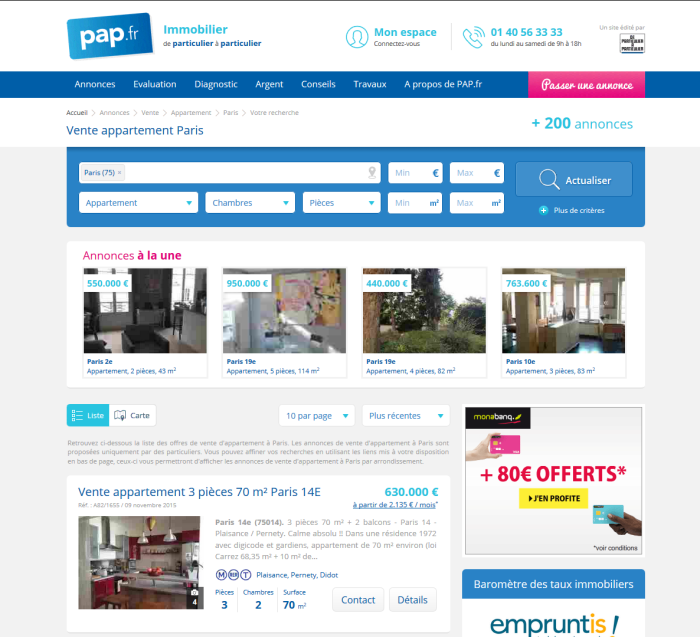 pap.fr
Immobilier
de particulier à particulier
Mon espace
Connectez-vous
01 40 56 33 33
du lundi au samedi de 9h à 18h
Un site édité par
DE
PARTICULIER
A
PARTICULIER
Annonces Evaluation Diagnostic Argent Conseils Travaux A propos de PAP.fr Passer une annonce
Accueil > Annonces > Vente > Appartement > Paris > Votre recherche
Vente appartement Paris
+ 200 annonces
Paris (75) ×
Min € Max €
Actualiser
Appartement Chambres Pièces Min m² Max m²
Plus de critères
Annonces à la une
550.000 € 950.000 € 440.000 € 763.600 €
Paris 2e Paris 19e Paris 19e Paris 10e
Appartement, 2 pièces, 43 m² Appartement, 5 pièces, 114 m² Appartement, 4 pièces, 82 m² Appartement, 3 pièces, 83 m²
Liste Carte 10 par page Plus récentes
Retrouvez ci-dessous la liste des offres de vente d'appartement à Paris. Les annonces de vente d'appartement à Paris sont
proposées uniquement par des particuliers. Vous pouvez affiner vos recherches en utilisant les liens mis à votre disposition
en bas de page, ceux-ci vous permettront d'afficher les annonces de vente d'appartement à Paris par arrondissement.
Vente appartement 3 pièces 70 m² Paris 14E
630.000 €
Réf. : A82/1655 / 09 novembre 2015
à partir de 2.135 € / mois*
Paris 14e (75014). 3 pièces 70 m² + 2 balcons - Paris 14 -
Plaisance / Pernety. Calme absolu !! Dans une résidence 1972
avec digicode et gardiens, appartement de 70 m² environ (loi
Carrez 68,35 m² + 10 m² de...
M RER T Plaisance, Pernety, Didot
4
Pièces Chambres Surface
3 2 70 m²
Contact Détails
monabanq.
+ 80€ OFFERTS*
J'EN PROFITE
*voir conditions
Baromètre des taux immobiliers
empruntis!